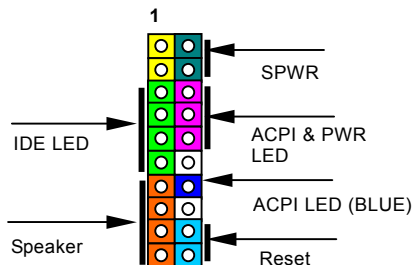 1
SPWR
IDE LED
ACPI & PWR
LED
ACPI LED (BLUE)
Speaker
Reset